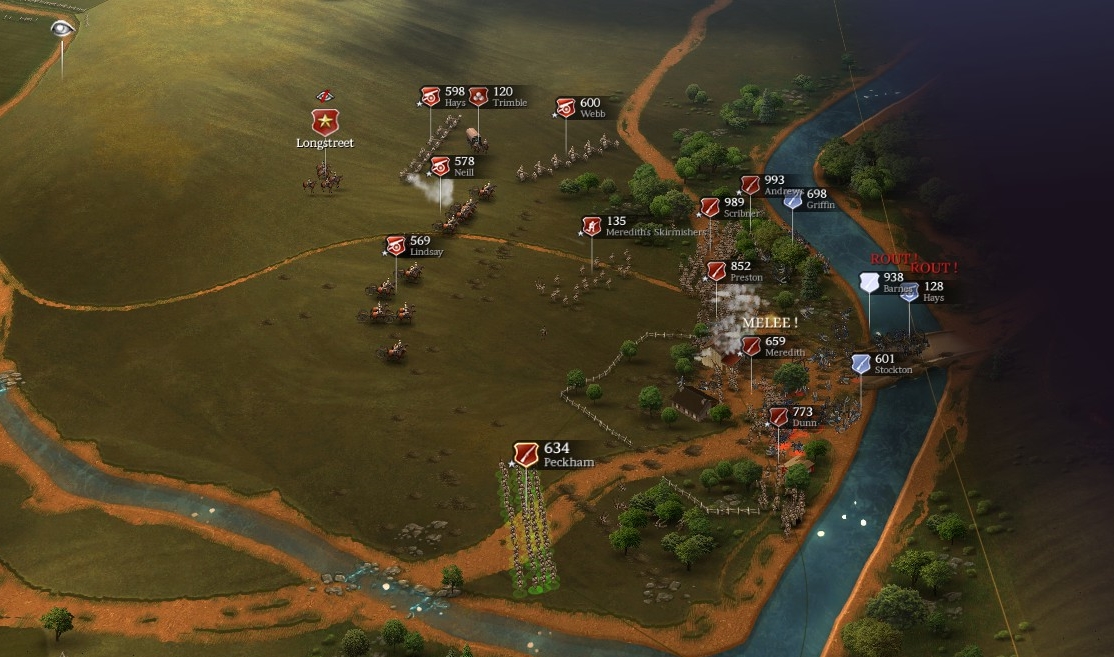 598
Hays
120
Trimble
600
Webb
Longstreet
578
Neill
993
Andrews
698
Griffin
989
Scribner
135
Meredith's Skirmishers
569
Lindsay
852
Preston
ROUT!
ROUT!
938
Barnes
128
Hays
MELEE!
659
Meredith
601
Stockton
773
Dunn
634
Peckham